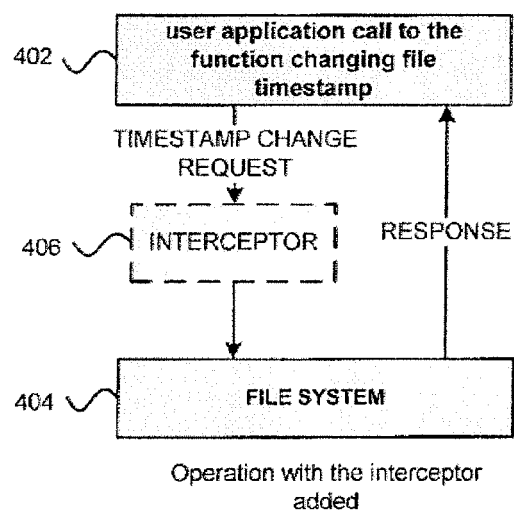 user application call to the
function changing file
timestamp
402
TIMESTAMP CHANGE
REQUEST
INTERCEPTOR
406
RESPONSE
FILE SYSTEM
404
Operation with the interceptor
added